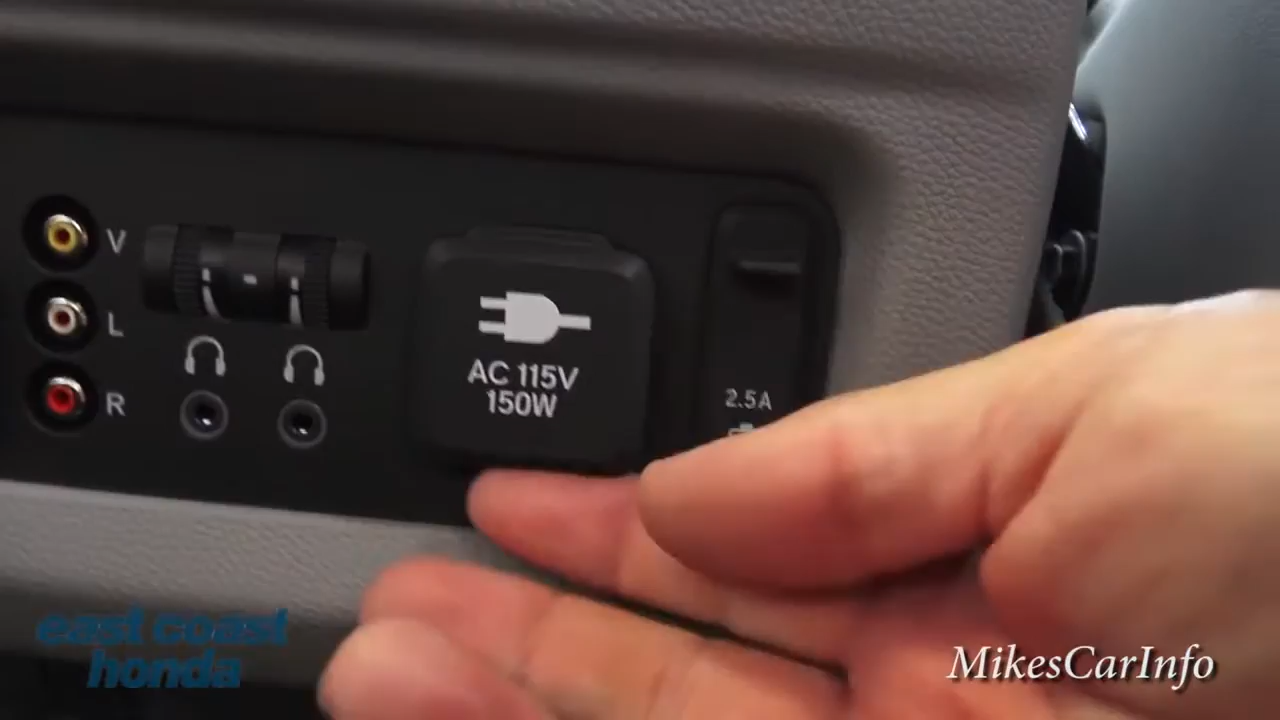 V
L
R
AC 115V
150W
2.5A
east coast
honda
MikesCarInfo